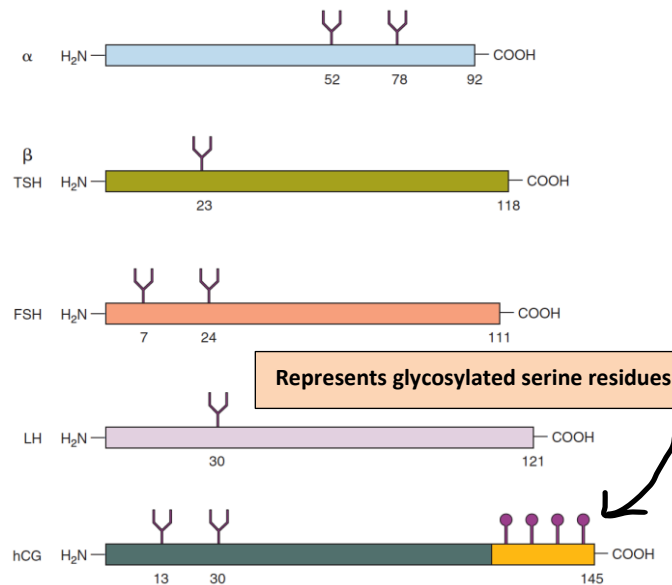 α H₂N COOH
52 78 92
β
TSH H₂N COOH
23 118
FSH H₂N COOH
7 24 111
Represents glycosylated serine residues
LH H₂N COOH
30 121
hCG H₂N COOH
13 30 145